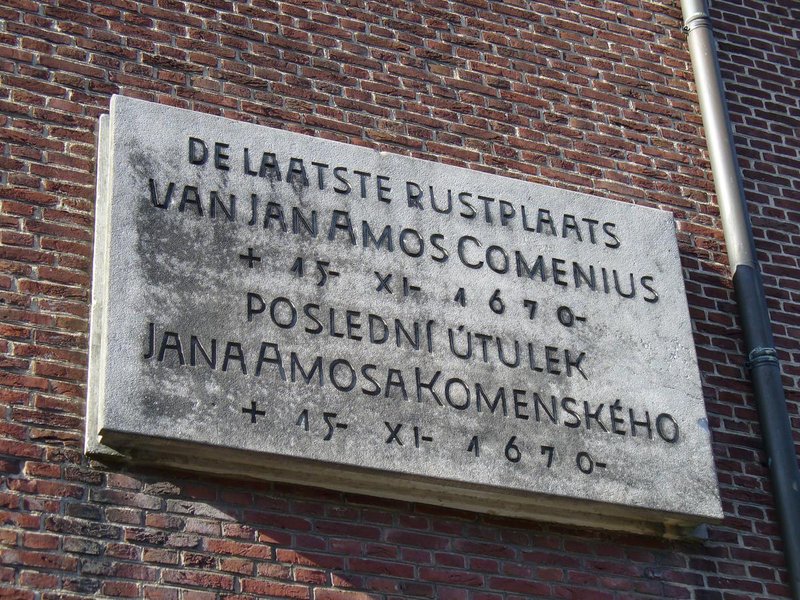 DE LAATSTE RUSTPLAATS
VAN JAN AMOS COMENIUS
+ 15- XI- 1670-
POSLEDNÍ ÚTULEK
JANA AMOSA KOMENSKÉHO
+ 15- XI- 1670-